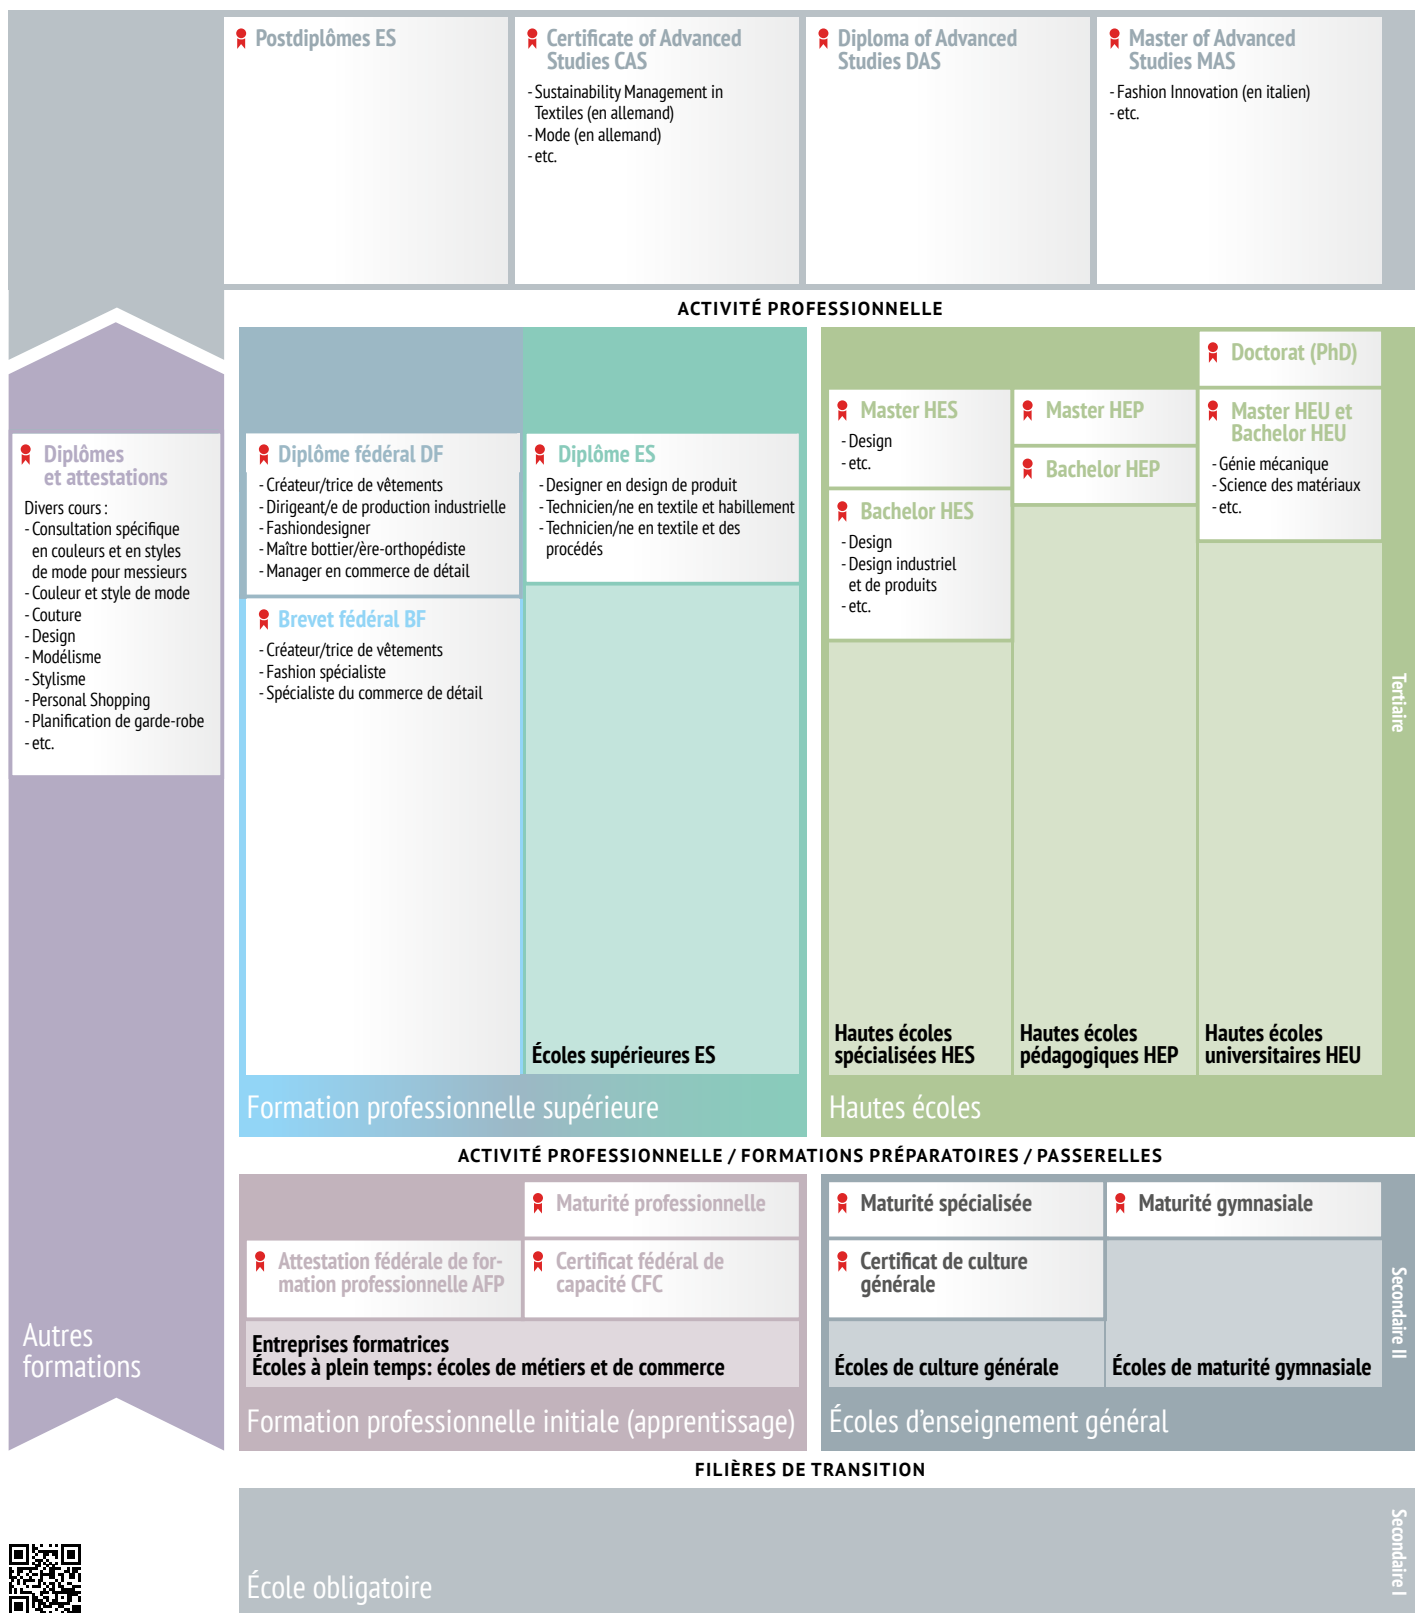 Postdiplômes ES
Certificate of Advanced
Studies CAS
- Sustainability Management in
Textiles (en allemand)
- Mode (en allemand)
- etc.
Diploma of Advanced
Studies DAS
Master of Advanced
Studies MAS
- Fashion Innovation (en italien)
- etc.
ACTIVITÉ PROFESSIONNELLE
Diplômes
et attestations
Divers cours :
- Consultation spécifique
en couleurs et en styles
de mode pour messieurs
- Couleur et style de mode
- Couture
- Design
- Modélisme
- Stylisme
- Personal Shopping
- Planification de garde-robe
- etc.
Autres
formations
Diplôme fédéral DF
- Créateur/trice de vêtements
- Dirigeant/e de production industrielle
- Fashiondesigner
- Maître bottier/ère-orthopédiste
- Manager en commerce de détail
Brevet fédéral BF
- Créateur/trice de vêtements
- Fashion spécialiste
- Spécialiste du commerce de détail
Diplôme ES
- Designer en design de produit
- Technicien/ne en textile et habillement
- Technicien/ne en textile et des
procédés
Écoles supérieures ES
Formation professionnelle supérieure
Master HES
- Design
- etc.
Bachelor HES
- Design
- Design industriel
et de produits
- etc.
Hautes écoles
spécialisées HES
Master HEP
Bachelor HEP
Hautes écoles
pédagogiques HEP
Doctorat (PhD)
Master HEU et
Bachelor HEU
- Génie mécanique
- Science des matériaux
- etc.
Hautes écoles
universitaires HEU
Hautes écoles
Tertiaire
ACTIVITÉ PROFESSIONNELLE / FORMATIONS PRÉPARATOIRES / PASSERELLES
Maturité professionnelle
Attestation fédérale de for-
mation professionnelle AFP
Certificat fédéral de
capacité CFC
Entreprises formatrices
Écoles à plein temps: écoles de métiers et de commerce
Formation professionnelle initiale (apprentissage)
Maturité spécialisée
Certificat de culture
générale
Écoles de culture générale
Maturité gymnasiale
Écoles de maturité gymnasiale
Écoles d'enseignement général
Secondaire II
FILIÈRES DE TRANSITION
École obligatoire
Secondaire I